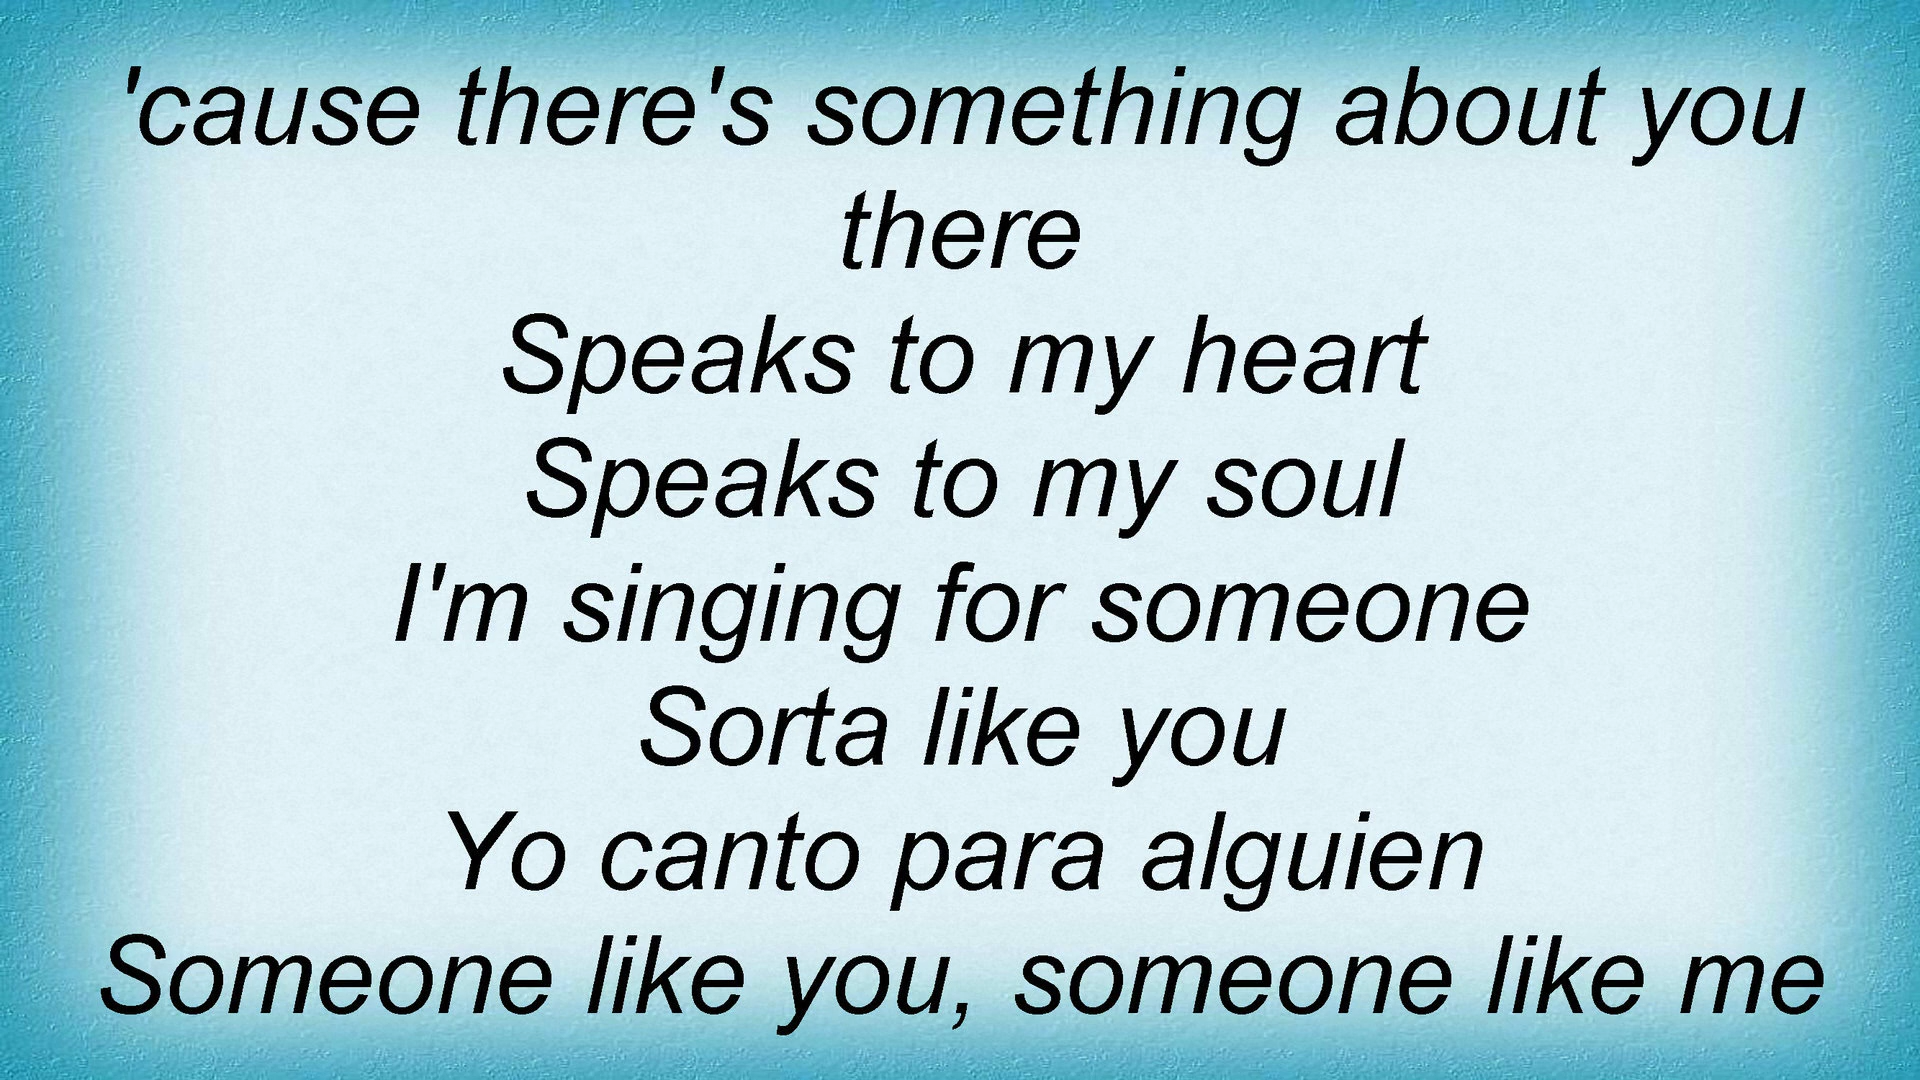 'cause there's something about you
there
Speaks to my heart
Speaks to my soul
I'm singing for someone
Sorta like you
Yo canto para alguien
Someone like you, someone like me